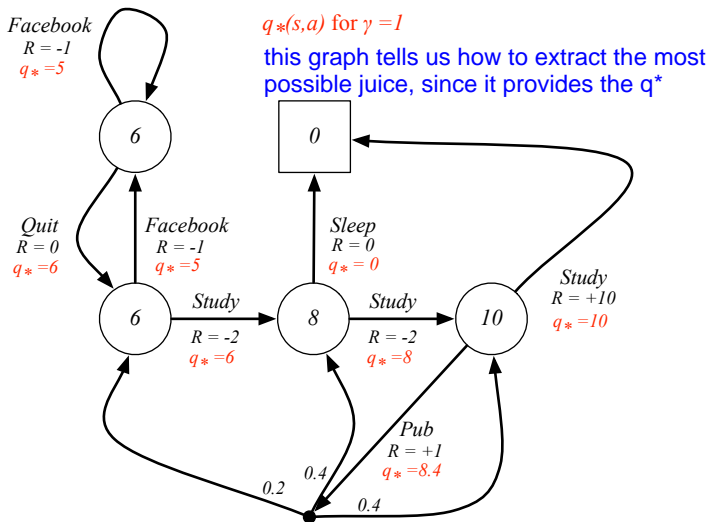 q*(s,a) for γ =1
this graph tells us how to extract the most
possible juice, since it provides the q*
Facebook
R = -1
q* =5
6
0
Quit
R = 0
q* =6
Facebook
R = -1
q* =5
Sleep
R = 0
q* = 0
Study
R = +10
q* =10
6
Study
R = -2
q* =6
8
Study
R = -2
q* =8
10
Pub
R = +1
q* =8.4
0.2
0.4
0.4